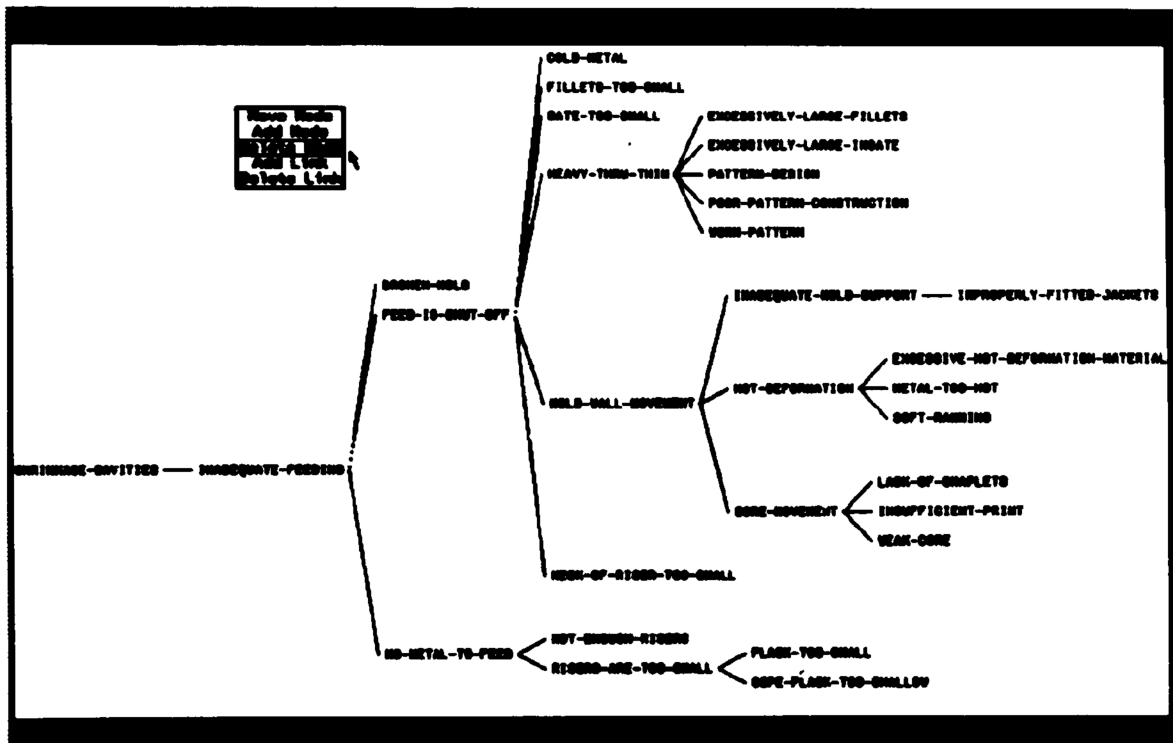 COLD-METAL
FILLETS-TOO-SMALL
GATE-TOO-SMALL
EXCESSIVELY-LARGE-FILLETS
Move Node
Add Node
Delete Node
Add Link
Delete Link
EXCESSIVELY-LARGE-INGATE
HEAVY-THRU-THIN
PATTERN-DESIGN
POOR-PATTERN-CONSTRUCTION
WORN-PATTERN
BROKEN-MOLD
INADEQUATE-MOLD-SUPPORT
IMPROPERLY-FITTED-JACKETS
FEED-IS-SHUT-OFF
EXCESSIVE-HOT-DEFORMATION-MATERIAL
HOT-DEFORMATION
METAL-TOO-HOT
MOLD-WALL-MOVEMENT
SOFT-RAMMING
SHRINKAGE-CAVITIES
INADEQUATE-FEEDING
LACK-OF-CHAPLETS
CORE-MOVEMENT
INSUFFICIENT-PRINT
WEAK-CORE
NECK-OF-RISER-TOO-SMALL
NOT-ENOUGH-RISERS
NO-METAL-TO-FEED
FLASK-TOO-SMALL
RISERS-ARE-TOO-SMALL
COPE-FLASK-TOO-SHALLOW